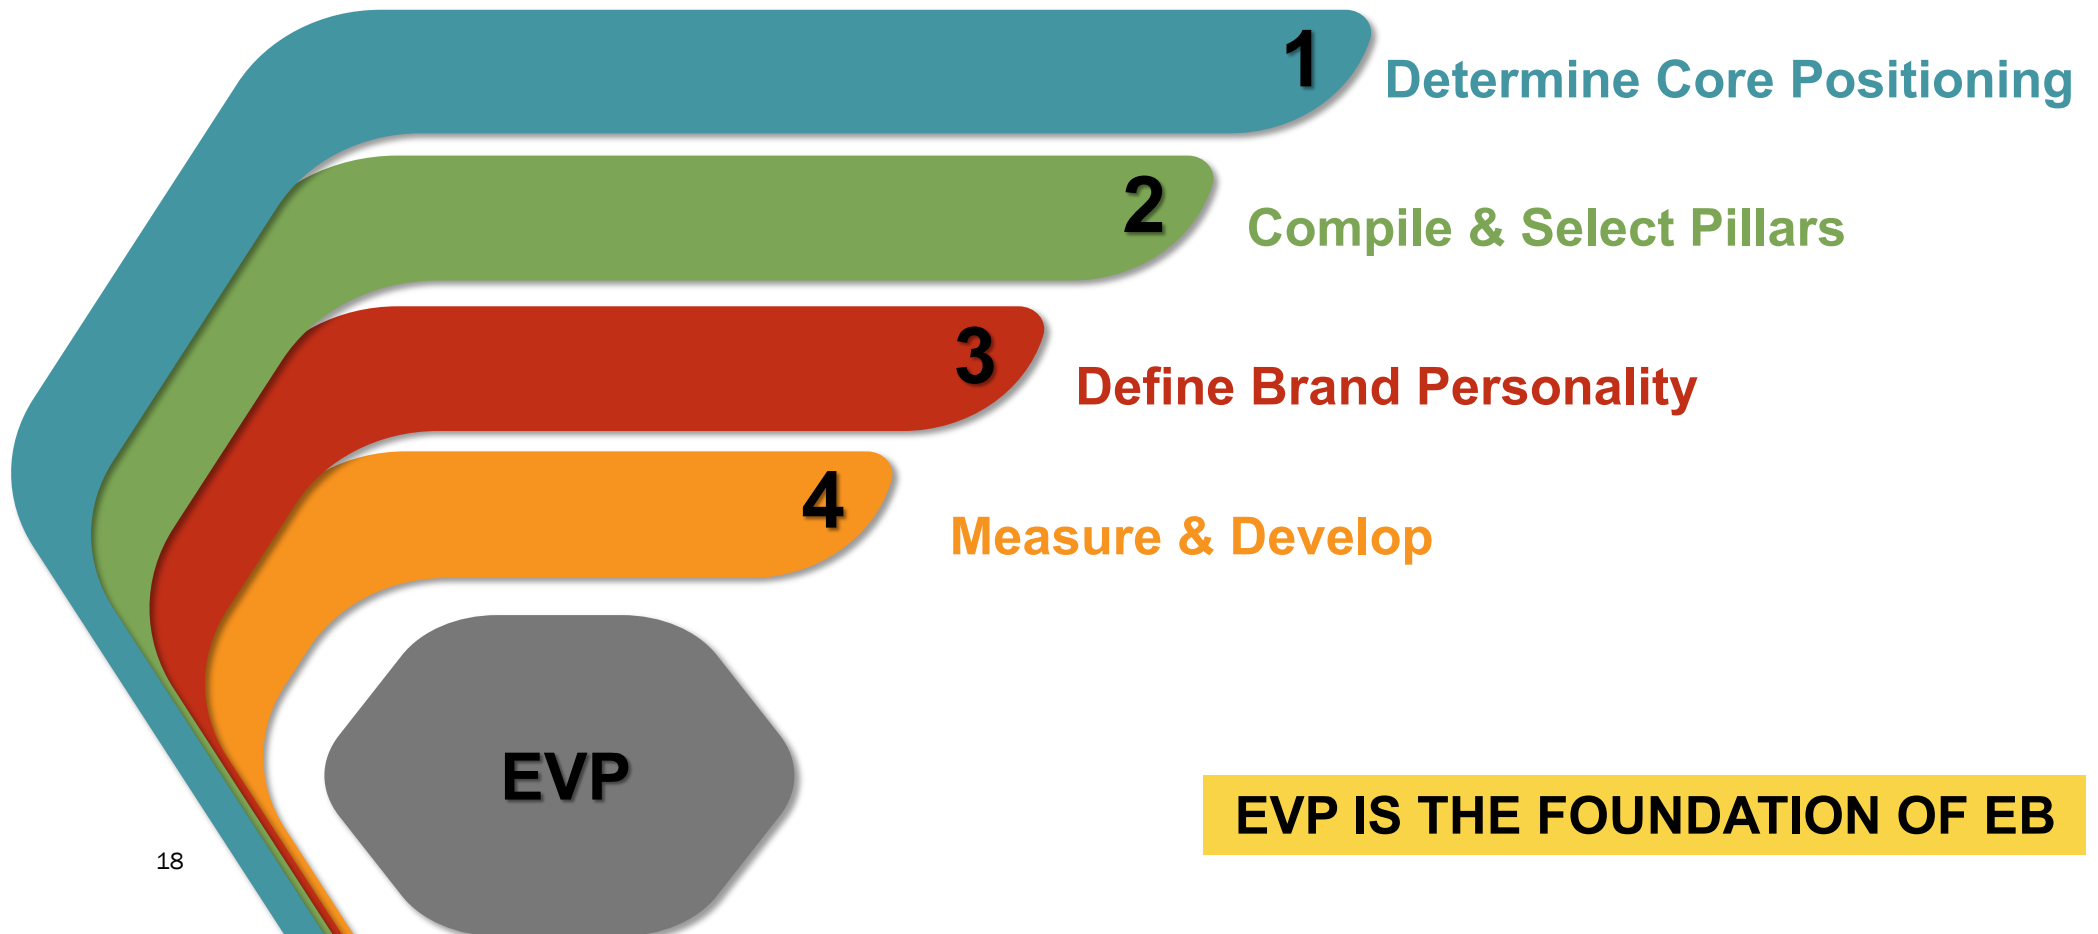 1
Determine Core Positioning
2
Compile & Select Pillars
3
Define Brand Personality
4
Measure & Develop
EVP
EVP IS THE FOUNDATION OF EB
18